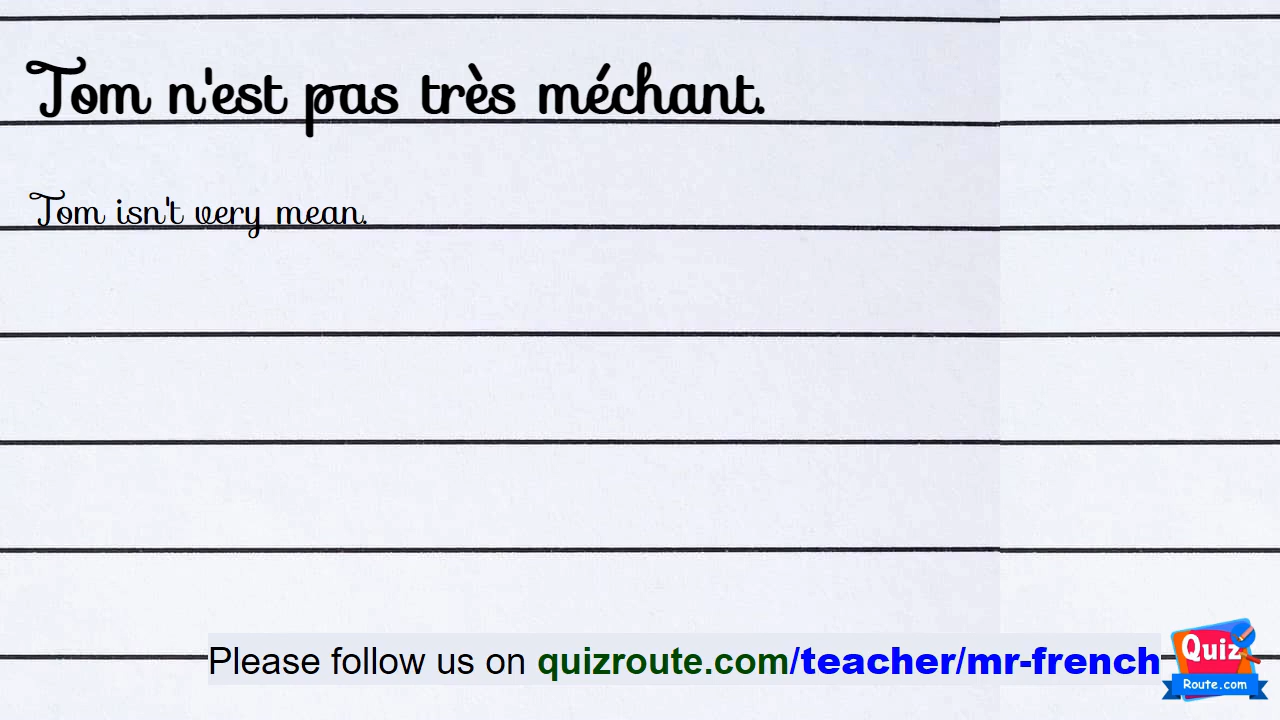 Tom n'est pas très méchant.
Tom isn't very mean.
Please follow us on quizroute.com/teacher/mr-french
Quiz
Route.com